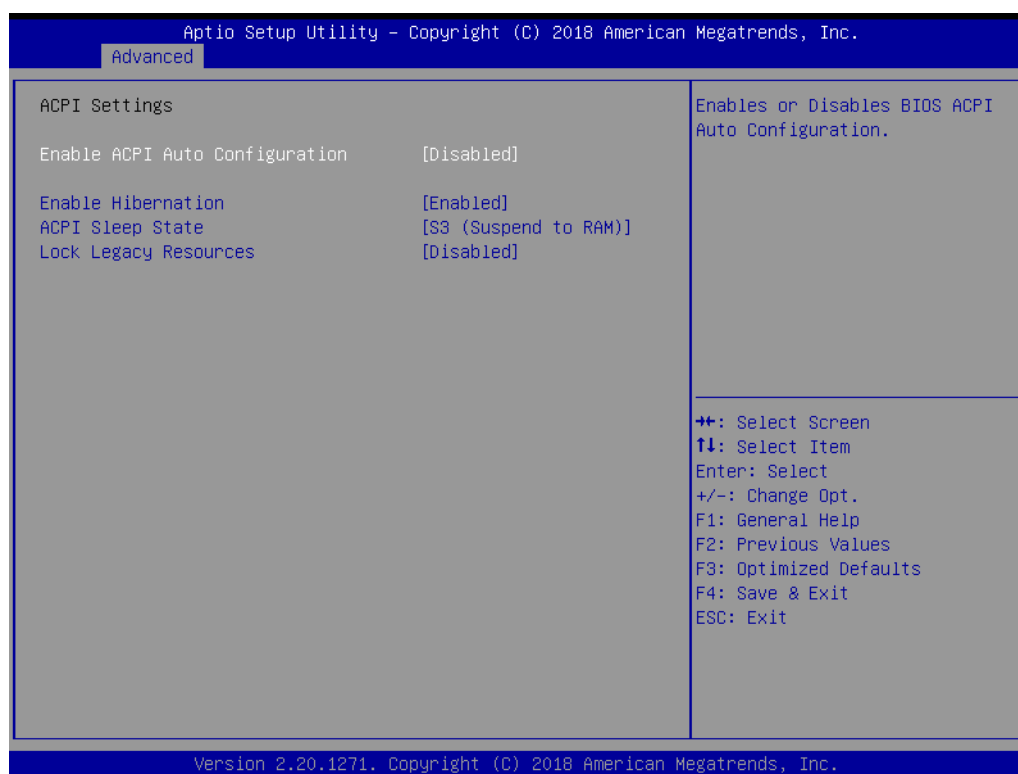 Aptio Setup Utility – Copyright (C) 2018 American Megatrends, Inc.
Advanced
ACPI Settings
Enable ACPI Auto Configuration [Disabled]
Enable Hibernation [Enabled]
ACPI Sleep State [S3 (Suspend to RAM)]
Lock Legacy Resources [Disabled]
Enables or Disables BIOS ACPI
Auto Configuration.
→←: Select Screen
↑↓: Select Item
Enter: Select
+/-: Change Opt.
F1: General Help
F2: Previous Values
F3: Optimized Defaults
F4: Save & Exit
ESC: Exit
Version 2.20.1271. Copyright (C) 2018 American Megatrends, Inc.